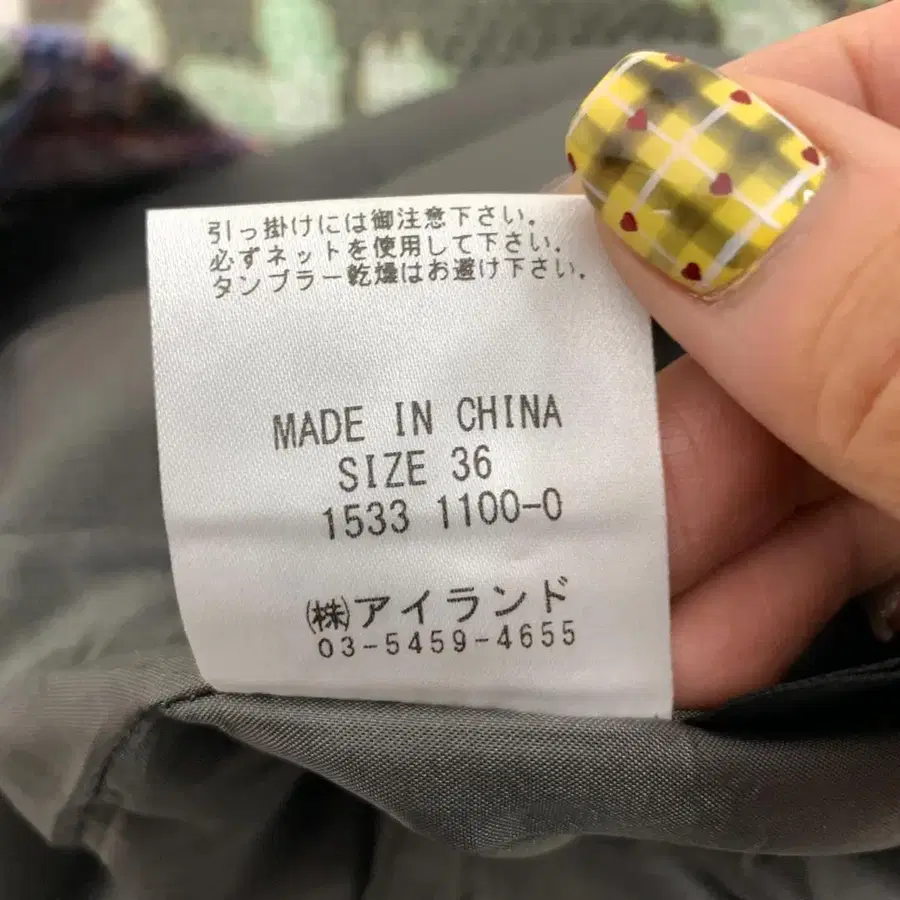 引っ掛けには御注意下さい.
必ずネットを使用して下さい.
タンブラー乾燥はお避け下さい.
MADE IN CHINA
SIZE 36
1533 1100-0
㈱アイランド
03-5459-4655